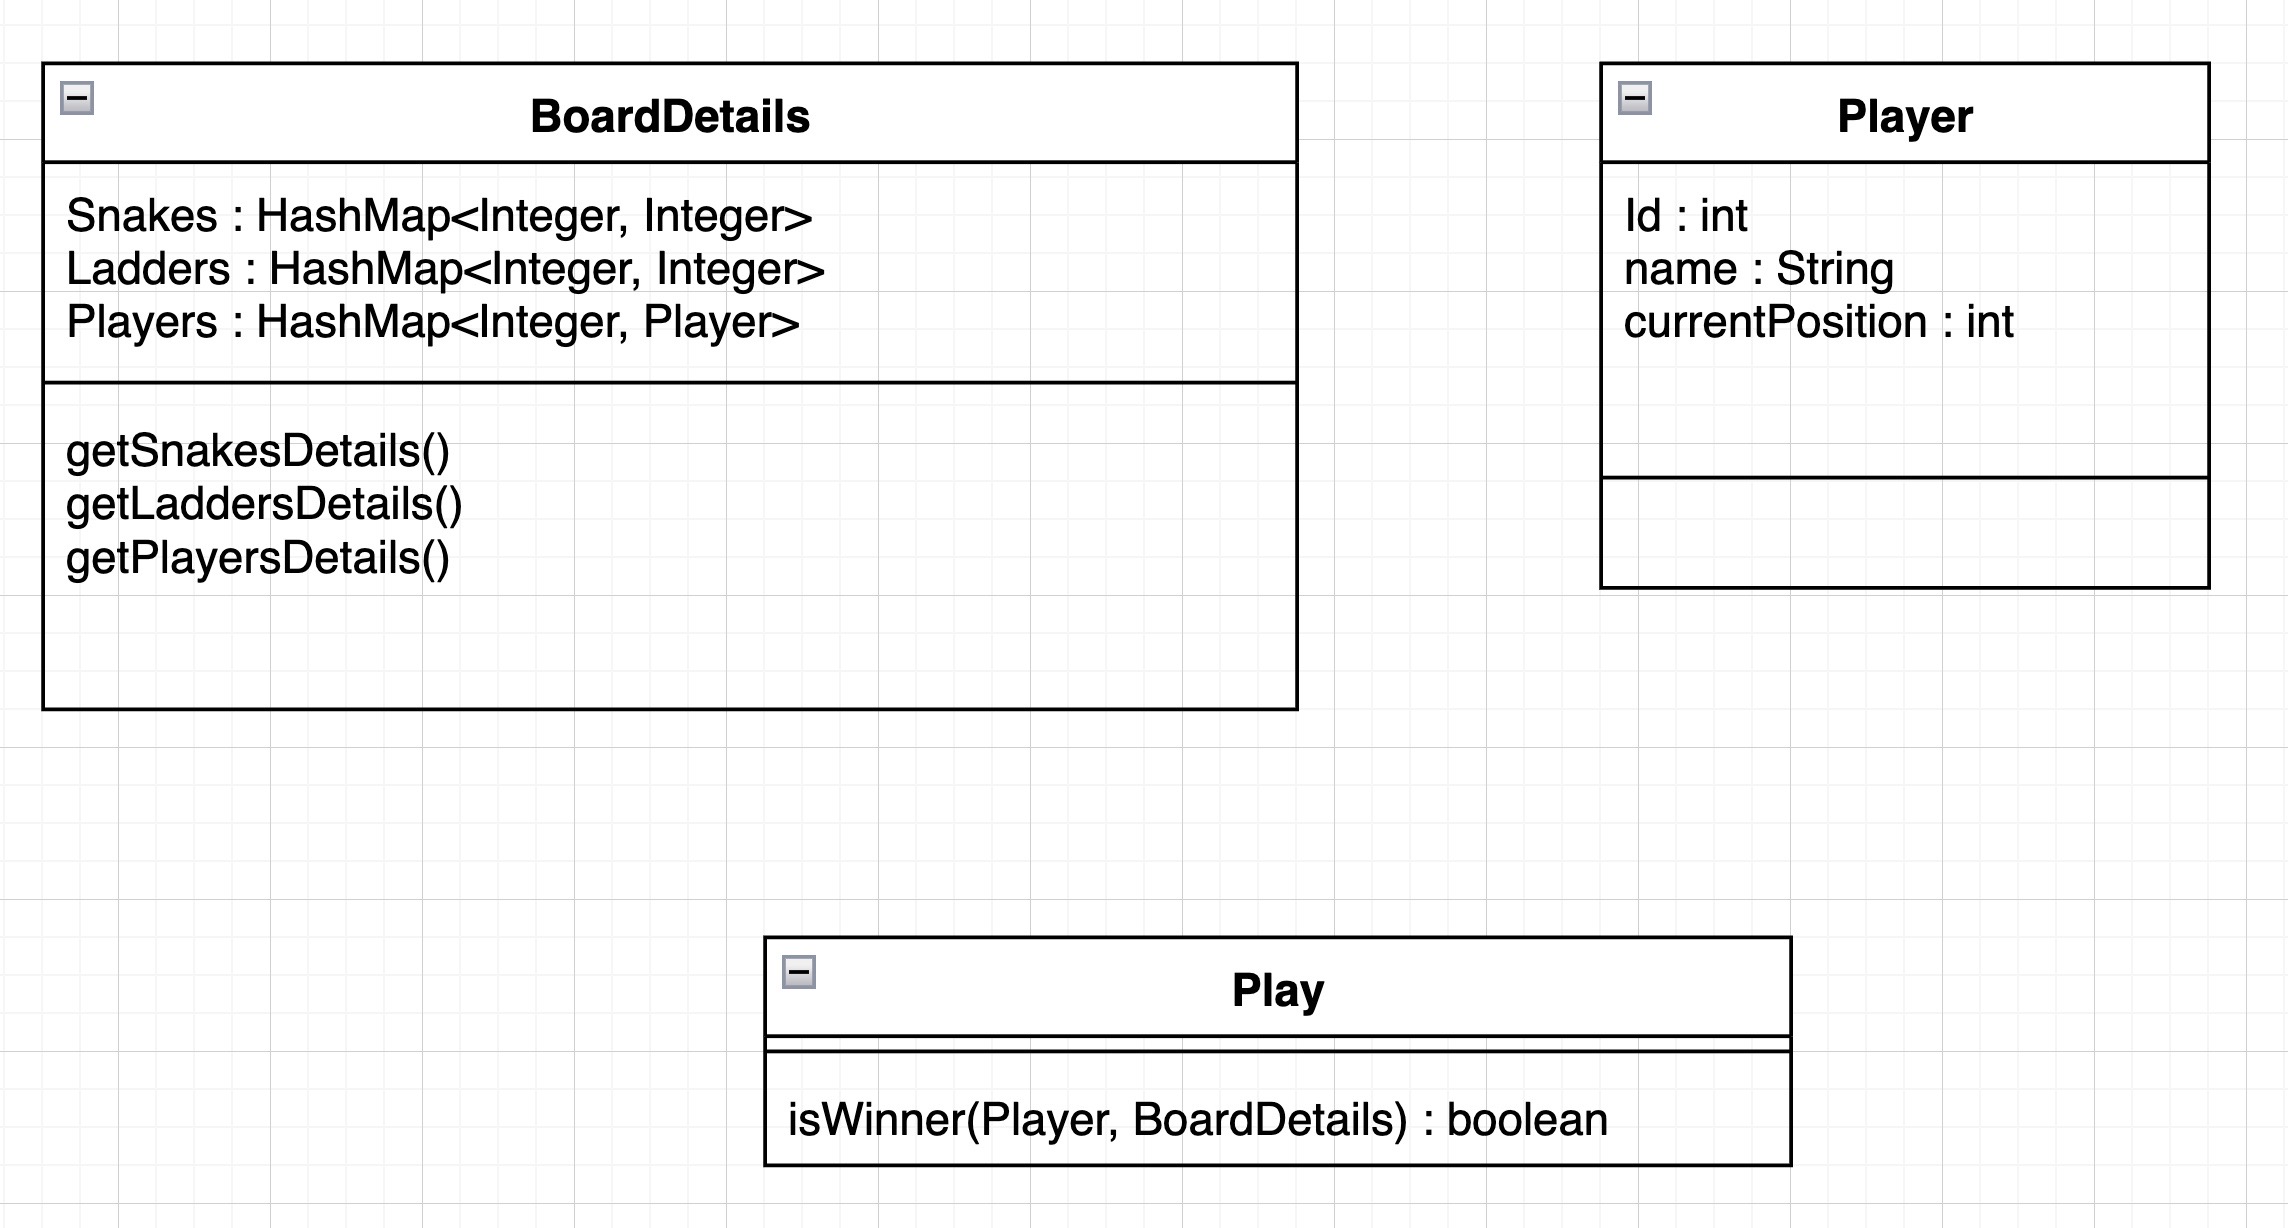 BoardDetails
Snakes : HashMap<Integer, Integer>
Ladders : HashMap<Integer, Integer>
Players : HashMap<Integer, Player>
getSnakesDetails()
getLaddersDetails()
getPlayersDetails()
Player
Id : int
name : String
currentPosition : int
Play
isWinner(Player, BoardDetails) : boolean